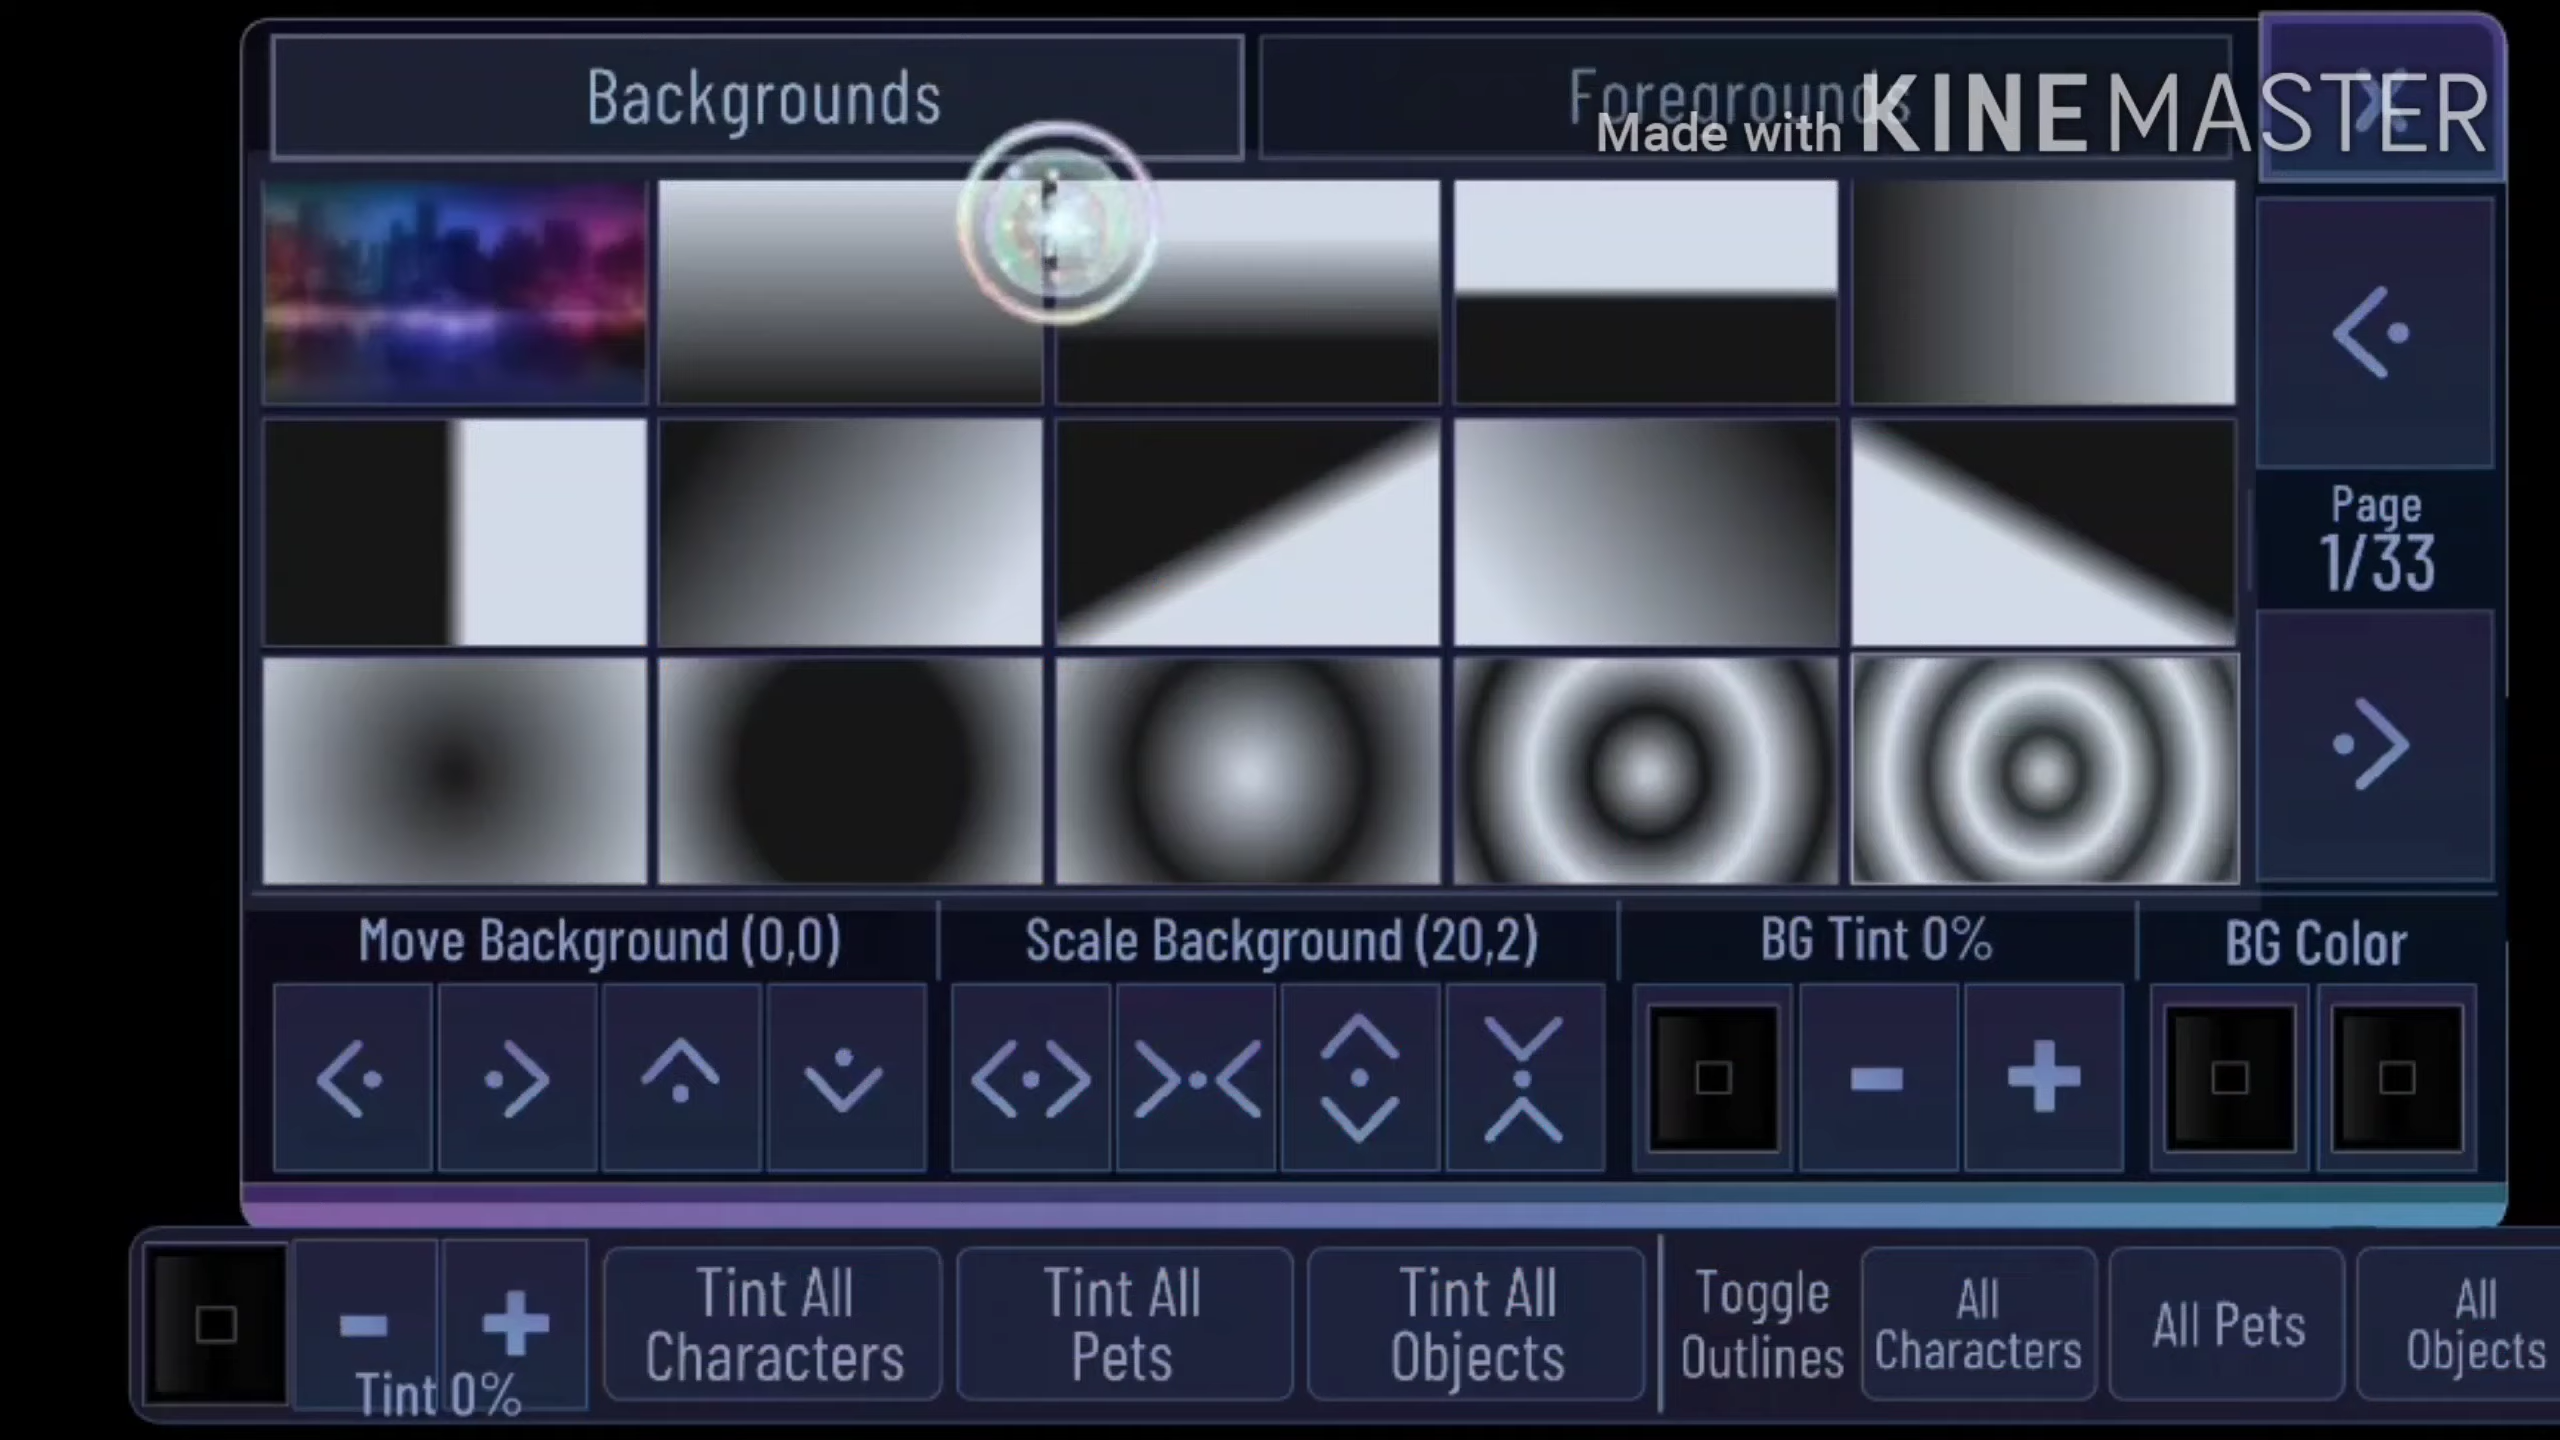 Backgrounds
Foregrounds
Made with KINEMASTER
Page
1/33
Move Background (0,0)
Scale Background (20,2)
BG Tint 0%
BG Color
Tint 0%
Tint All
Characters
Tint All
Pets
Tint All
Objects
Toggle
Outlines
All
Characters
All Pets
All
Objects